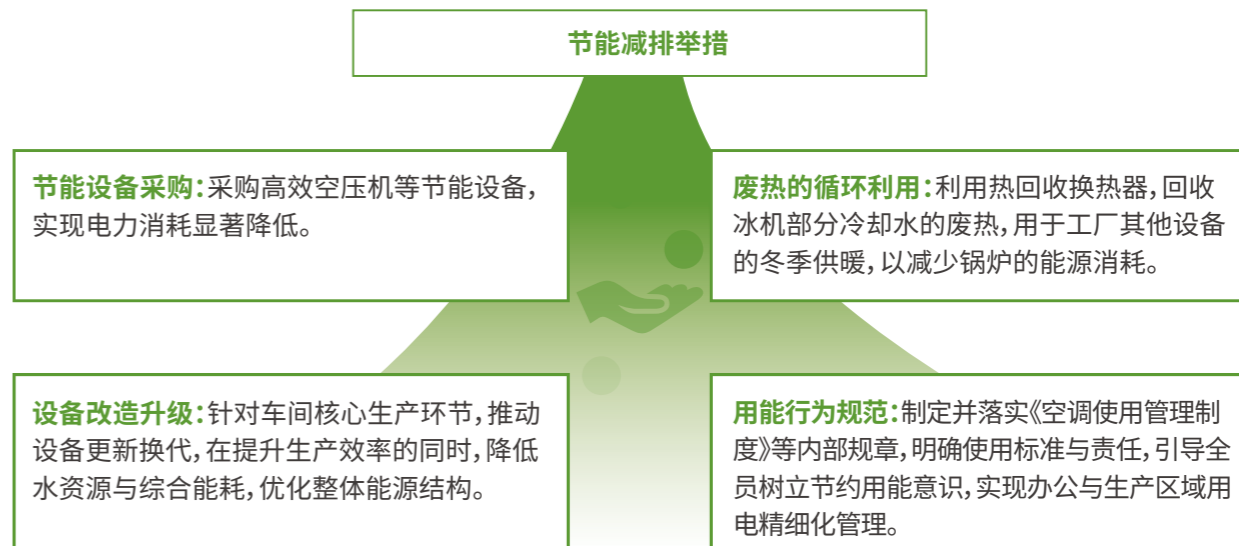 节能减排举措
节能设备采购：采购高效空压机等节能设备，
实现电力消耗显著降低。
废热的循环利用：利用热回收换热器，回收
冰机部分冷却水的废热，用于工厂其他设备
的冬季供暖，以减少锅炉的能源消耗。
设备改造升级：针对车间核心生产环节，推动
设备更新换代，在提升生产效率的同时，降低
水资源与综合能耗，优化整体能源结构。
用能行为规范：制定并落实《空调使用管理制
度》等内部规章，明确使用标准与责任，引导全
员树立节约用能意识，实现办公与生产区域用
电精细化管理。